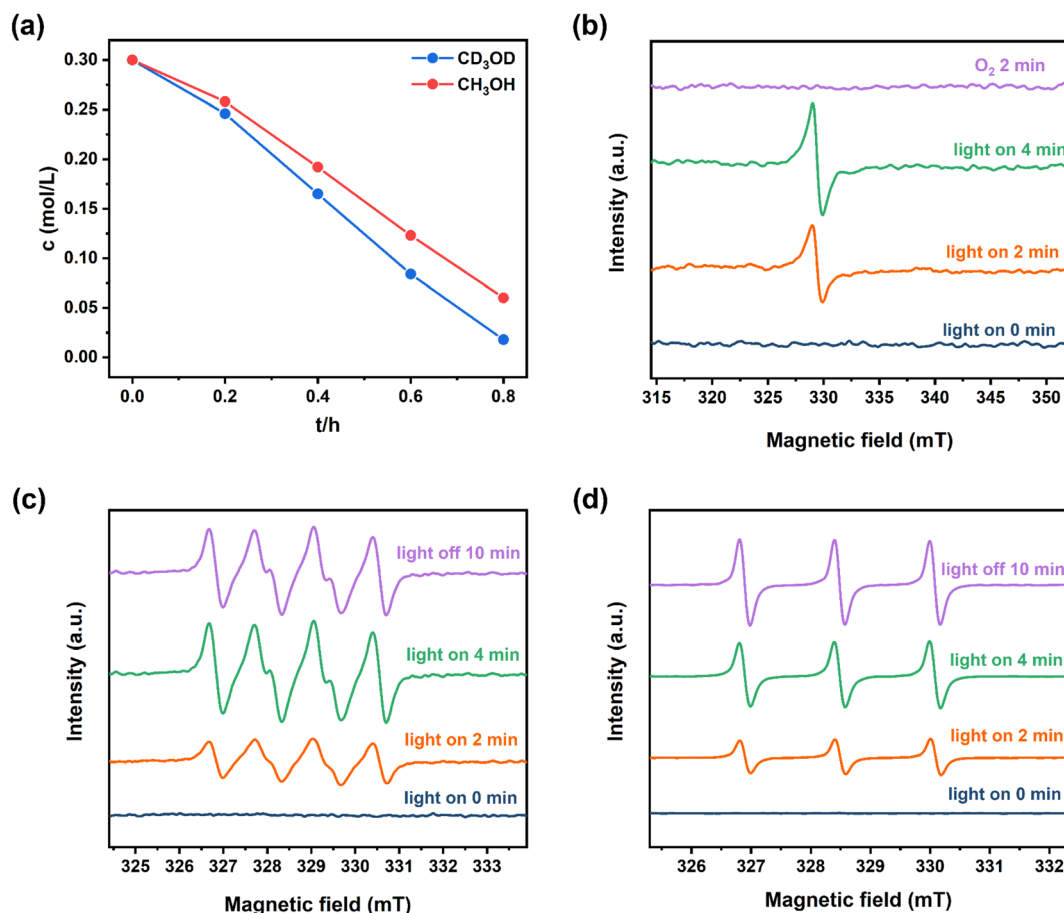 (a)
CD₃OD
CH₃OH
0.30
0.25
0.20
0.15
0.10
0.05
0.00
c (mol/L)
0.0 0.2 0.4 0.6 0.8
t/h
(b)
O₂ 2 min
light on 4 min
light on 2 min
light on 0 min
Intensity (a.u.)
315 320 325 330 335 340 345 350
Magnetic field (mT)
(c)
light off 10 min
light on 4 min
light on 2 min
light on 0 min
Intensity (a.u.)
325 326 327 328 329 330 331 332 333
Magnetic field (mT)
(d)
light off 10 min
light on 4 min
light on 2 min
light on 0 min
Intensity (a.u.)
326 327 328 329 330 331 332
Magnetic field (mT)